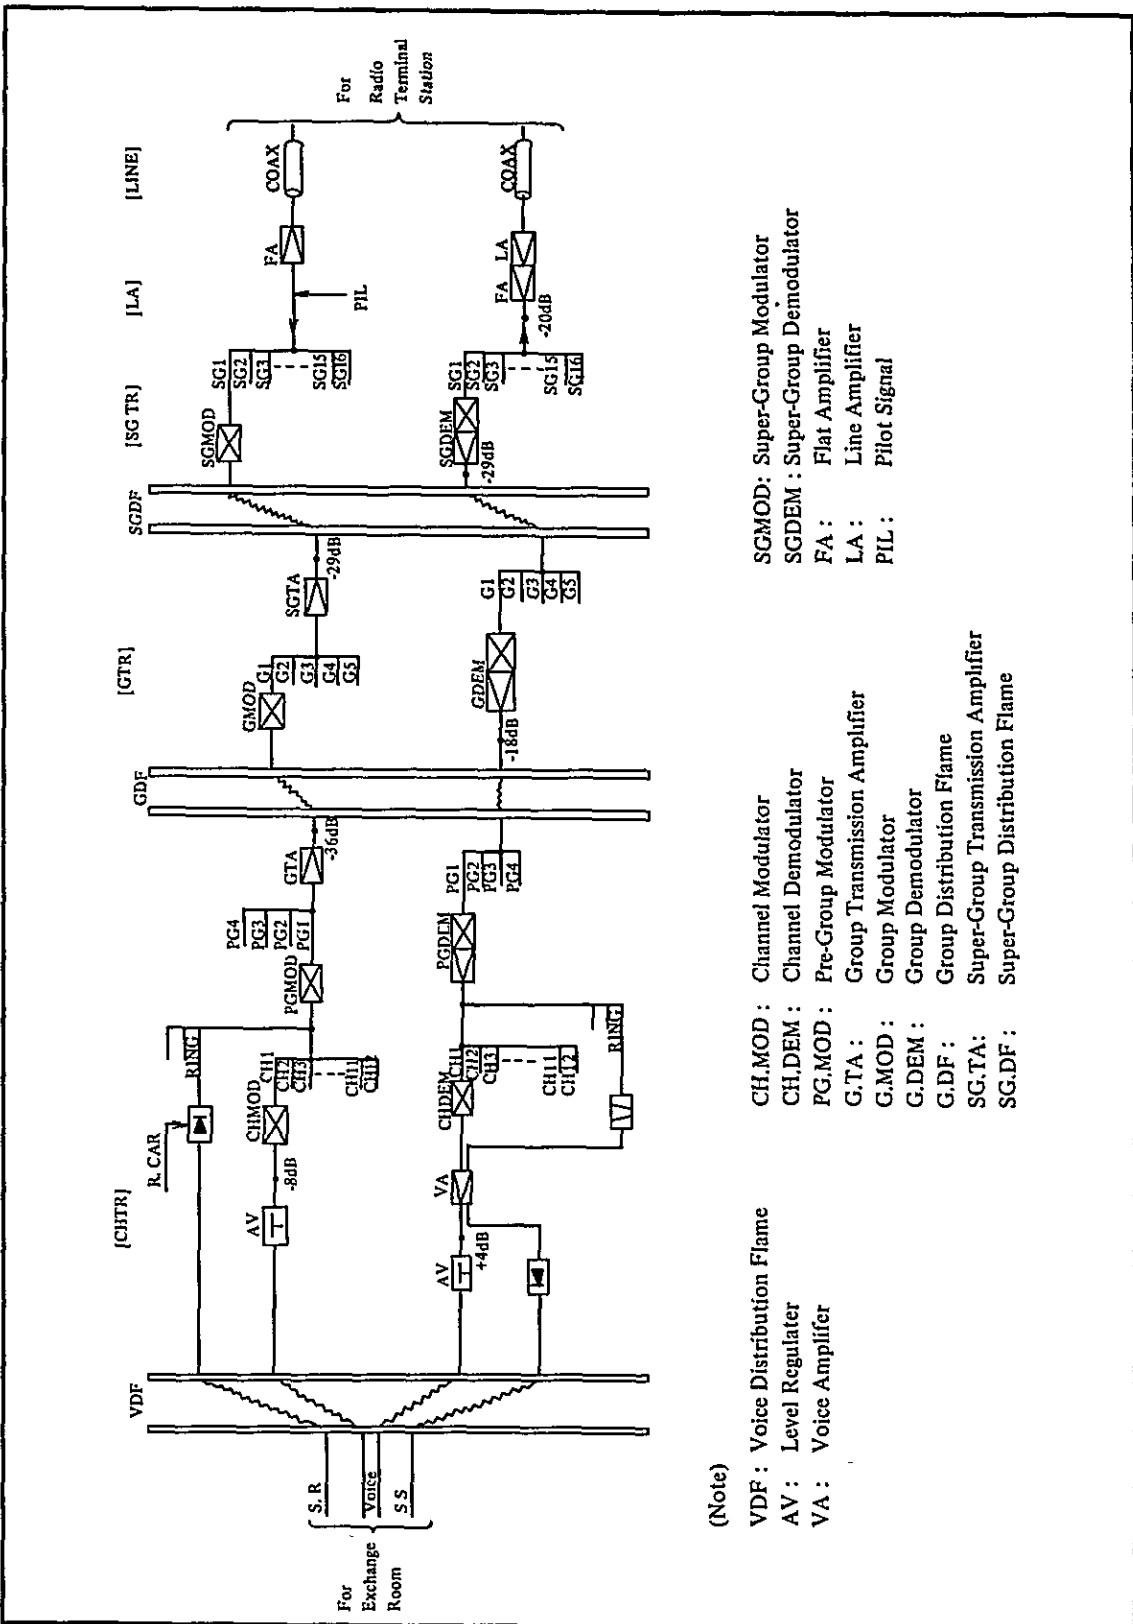 [CHTR]
[GTR]
[SG TR]
[LA]
[LINE]
VDF
GDF
SGDF
R. CAR
RING
PG4
PG3
PG2
PG1
AV
-8dB
CHMOD
CH1
CH2
CH3
CH11
CH12
PGMOD
GTA
-36dB
GMOD
G1
G2
G3
G4
G5
SGTA
-29dB
SGMOD
SG1
SG2
SG3
SG15
SG16
PIL
FA
COAX
For
Radio
Terminal
Station
For
Exchange
Room
S. R
Voice
S S
AV
+4dB
VA
CHDEM
CH1
CH2
CH3
CH11
CH12
RING
PGDEM
PG1
PG2
PG3
PG4
-18dB
GDEM
G1
G2
G3
G4
G5
-29dB
SGDEM
SG1
SG2
SG3
SG15
SG16
-20dB
FA
LA
COAX
(Note)
VDF : Voice Distribution Flame
AV : Level Regulater
VA : Voice Amplifer
CH.MOD : Channel Modulator
CH.DEM : Channel Demodulator
PG.MOD : Pre-Group Modulator
G.TA : Group Transmission Amplifier
G.MOD : Group Modulator
G.DEM : Group Demodulator
G.DF : Group Distribution Flame
SG.TA: Super-Group Transmission Amplifier
SG.DF : Super-Group Distribution Flame
SGMOD: Super-Group Modulator
SGDEM : Super-Group Demodulator
FA : Flat Amplifier
LA : Line Amplifier
PIL : Pilot Signal